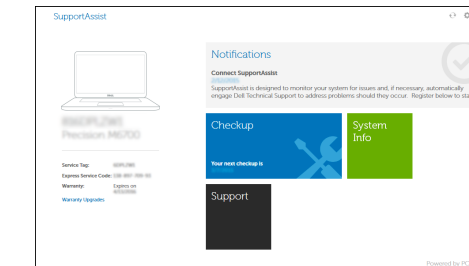 SupportAssist
Notifications
Connect SupportAssist
SupportAssist is designed to monitor your system for issues and, if necessary, automatically
engage Dell Technical Support to address problems should they occur. Register below to sta
Precision M6700
Checkup
System
Info
Service Tag:
Express Service Code:
Your next checkup is
Warranty:
Expires on
Warranty Upgrades
Support
Powered by PC